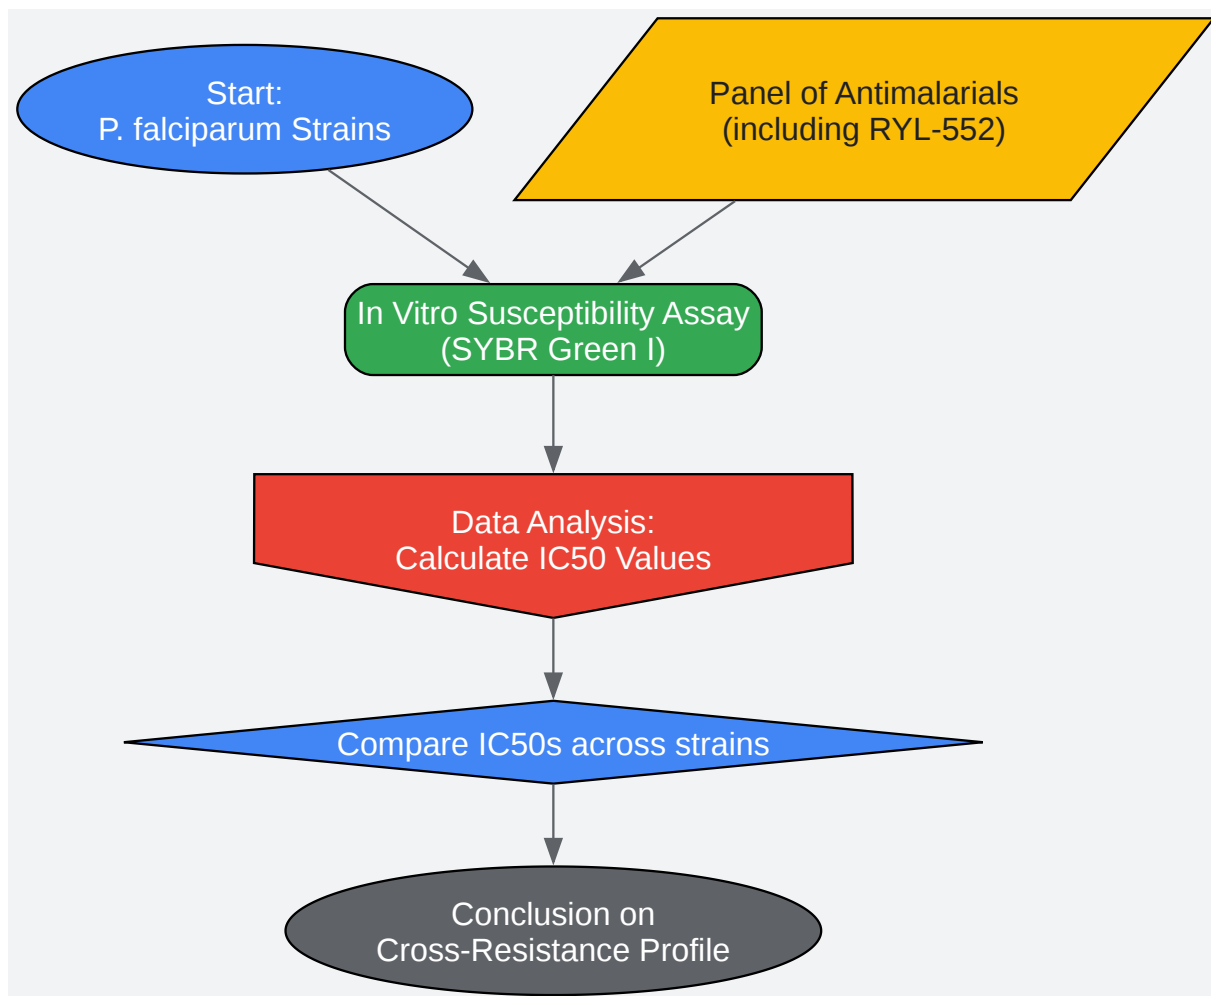 Start:
P. falciparum Strains
Panel of Antimalarials
(including RYL-552)
In Vitro Susceptibility Assay
(SYBR Green I)
Data Analysis:
Calculate IC50 Values
Compare IC50s across strains
Conclusion on
Cross-Resistance Profile